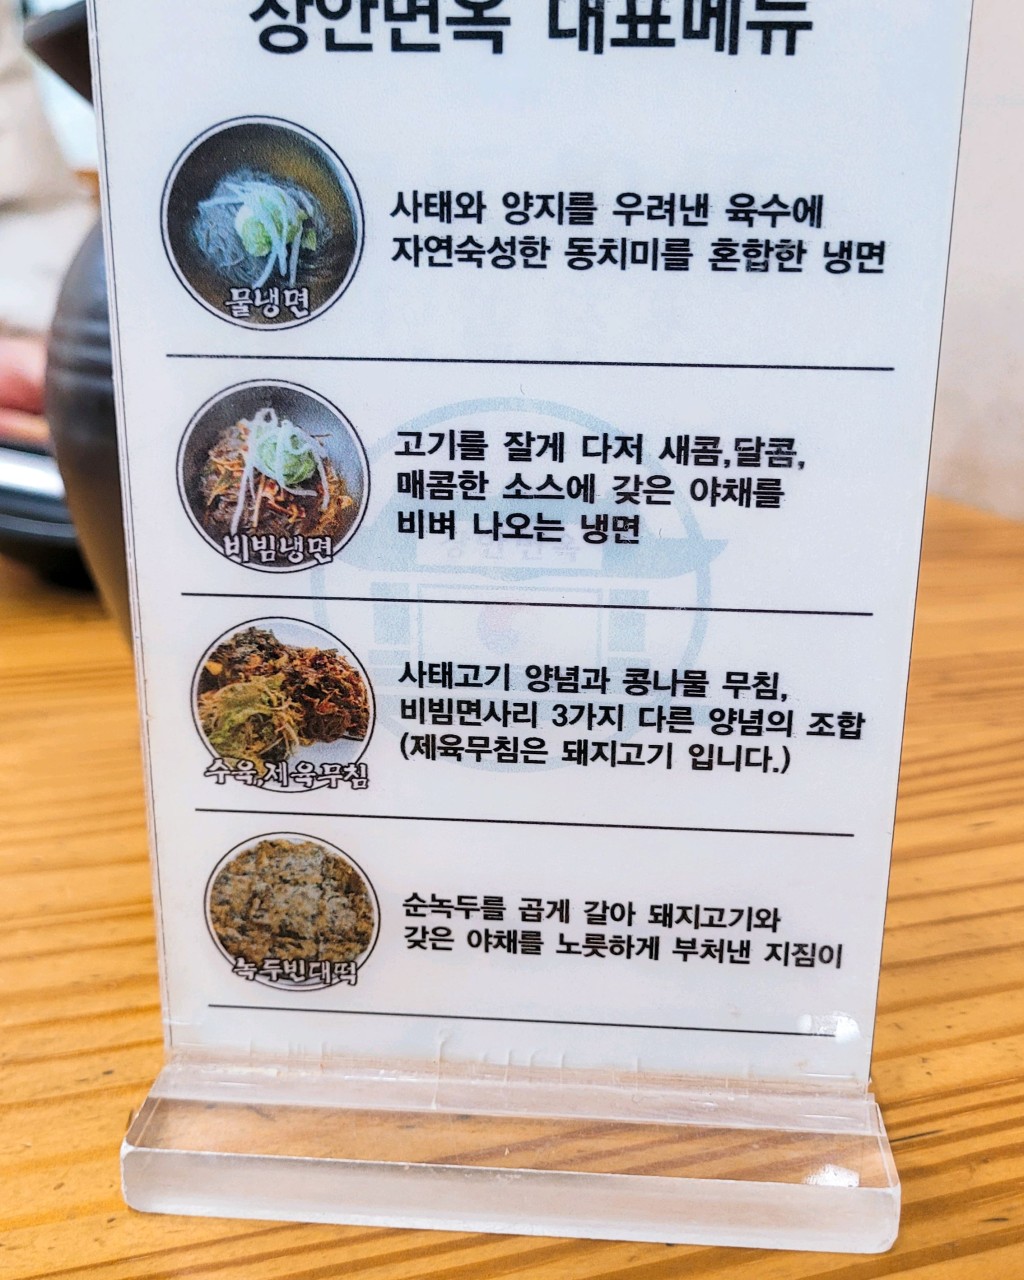 장안면옥 대표메뉴
사태와 양지를 우려낸 육수에
자연숙성한 동치미를 혼합한 냉면
물냉면
고기를 잘게 다져 새콤,달콤,
매콤한 소스에 갖은 야채를
비벼 나오는 냉면
비빔냉면
장안면옥
사태고기 양념과 콩나물 무침,
비빔면사리 3가지 다른 양념의 조합
(제육무침은 돼지고기 입니다.)
수육,제육무침
순녹두를 곱게 갈아 돼지고기와
갖은 야채를 노릇하게 부처낸 지짐이
녹두빈대떡